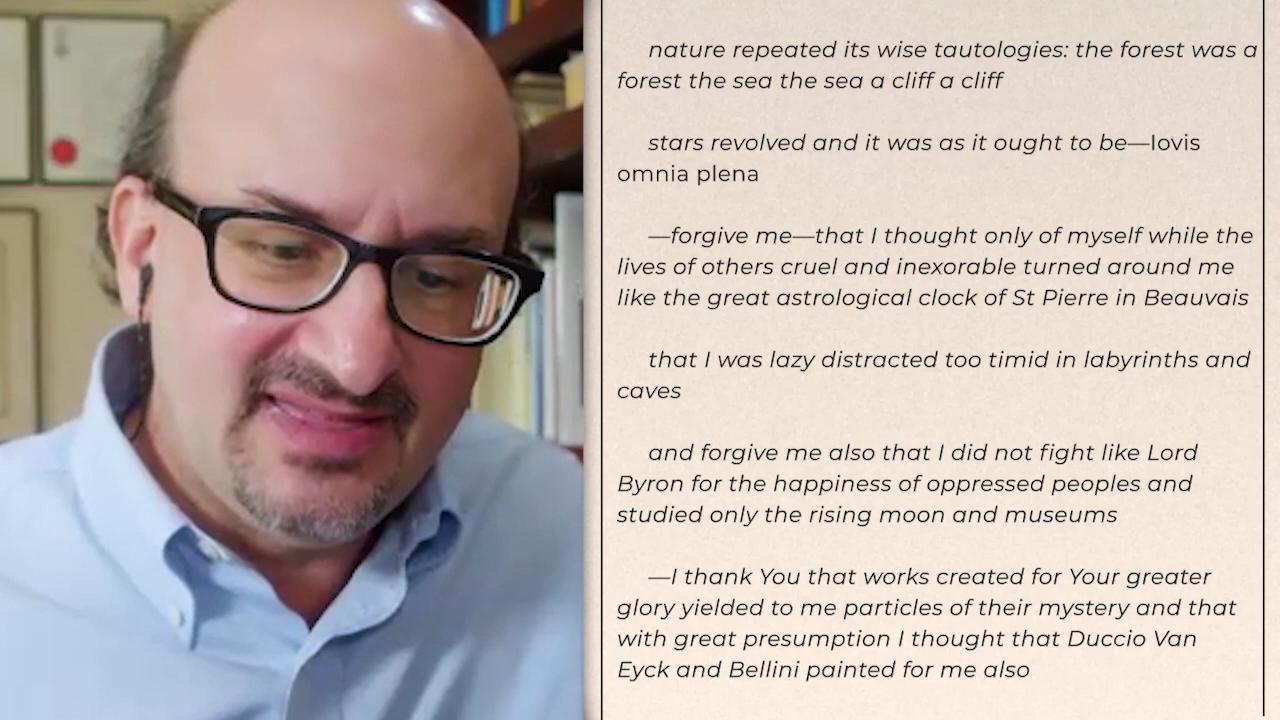 nature repeated its wise tautologies: the forest was a
forest the sea the sea a cliff a cliff
stars revolved and it was as it ought to be—Iovis
omnia plena
—forgive me—that I thought only of myself while the
lives of others cruel and inexorable turned around me
like the great astrological clock of St Pierre in Beauvais
that I was lazy distracted too timid in labyrinths and
caves
and forgive me also that I did not fight like Lord
Byron for the happiness of oppressed peoples and
studied only the rising moon and museums
—I thank You that works created for Your greater
glory yielded to me particles of their mystery and that
with great presumption I thought that Duccio Van
Eyck and Bellini painted for me also